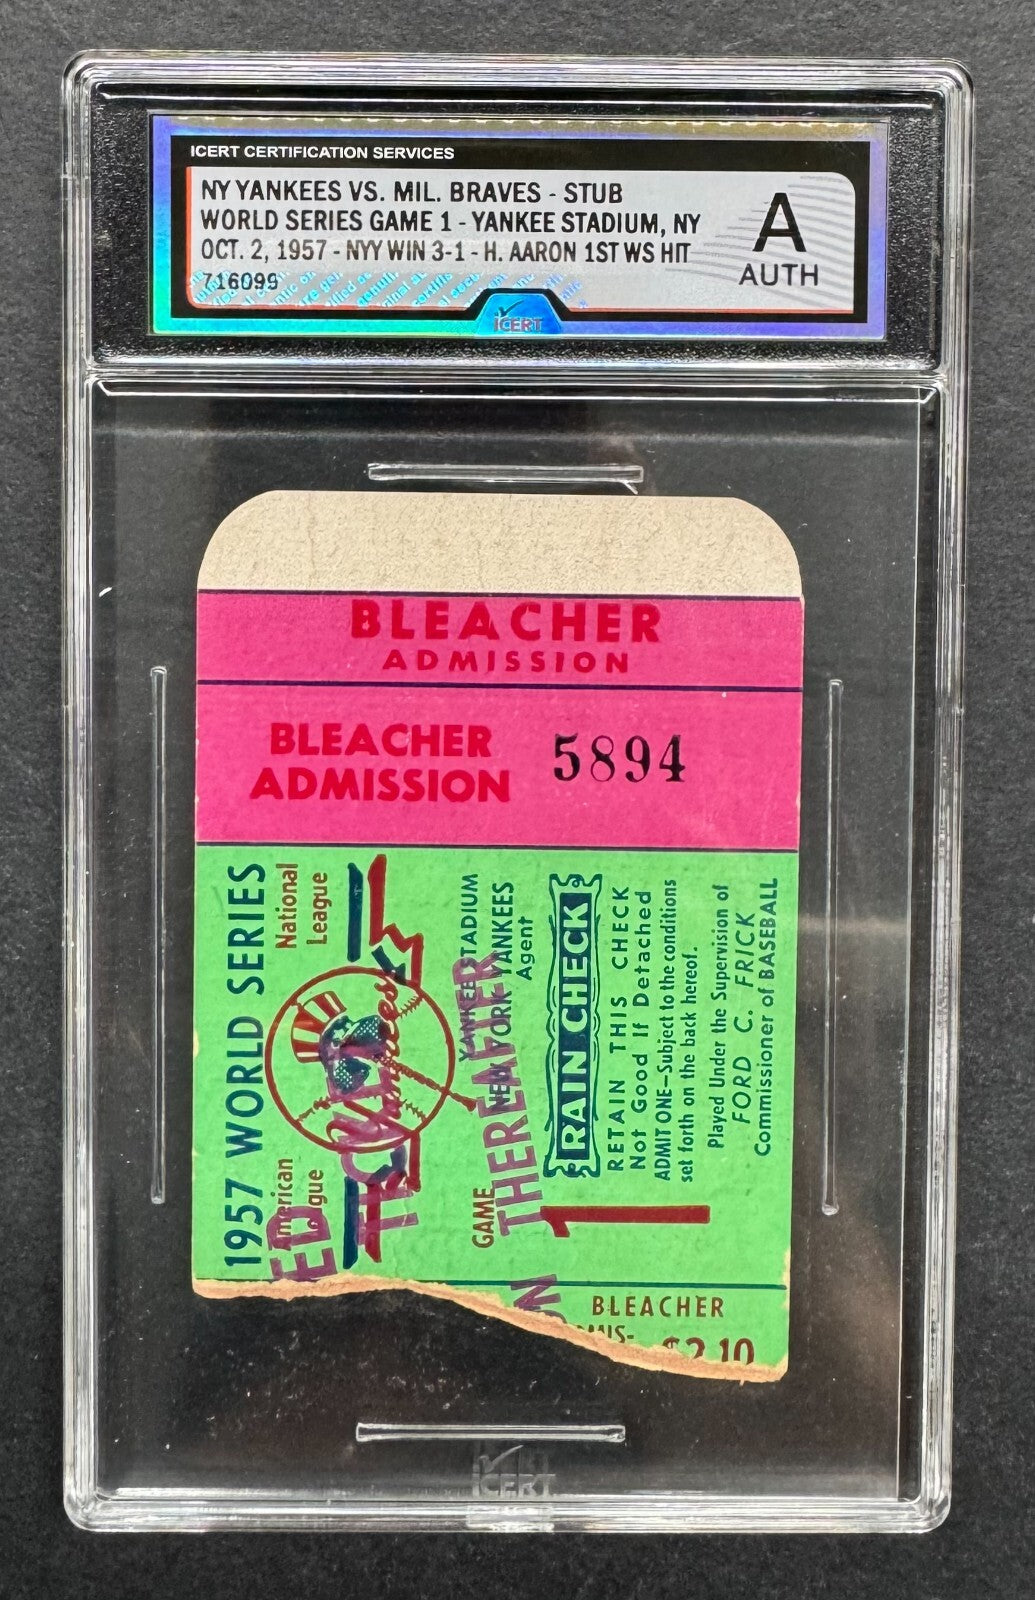 ICERT CERTIFICATION SERVICES
NY YANKEES VS. MIL. BRAVES - STUB
WORLD SERIES GAME 1 - YANKEE STADIUM, NY
OCT. 2, 1957 - NYY WIN 3-1 - H. AARON 1ST WS HIT
716099
A
AUTH
iCERT
BLEACHER
ADMISSION
BLEACHER
ADMISSION
5894
1957 WORLD SERIES
American
League
National
League
Yankees
TICKET
YANKEE STADIUM
NEW YORK YANKEES
Agent
THEREAFTER
GAME
1
RAIN CHECK
RETAIN THIS CHECK
Not Good If Detached
ADMIT ONE—Subject to the conditions
set forth on the back hereof.
Played Under the Supervision of
FORD C. FRICK
Commissioner of BASEBALL
BLEACHER
$2.10
iCERT